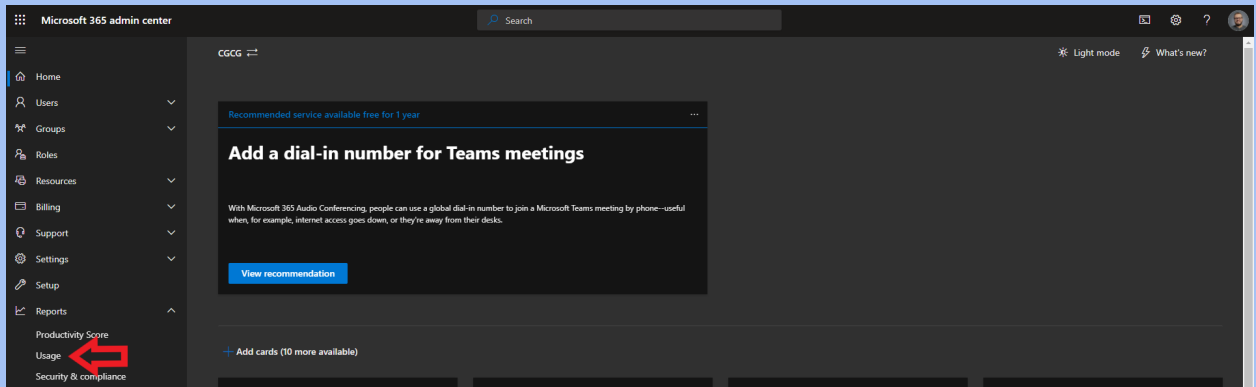 Microsoft 365 admin center
Search
?
CGCG
Light mode
What's new?
Home
Users
Groups
Roles
Resources
Billing
Support
Settings
Setup
Reports
Productivity Score
Usage
Security & compliance
Recommended service available free for 1 year
...
Add a dial-in number for Teams meetings
With Microsoft 365 Audio Conferencing, people can use a global dial-in number to join a Microsoft Teams meeting by phone--useful
when, for example, internet access goes down, or they're away from their desks.
View recommendation
Add cards (10 more available)